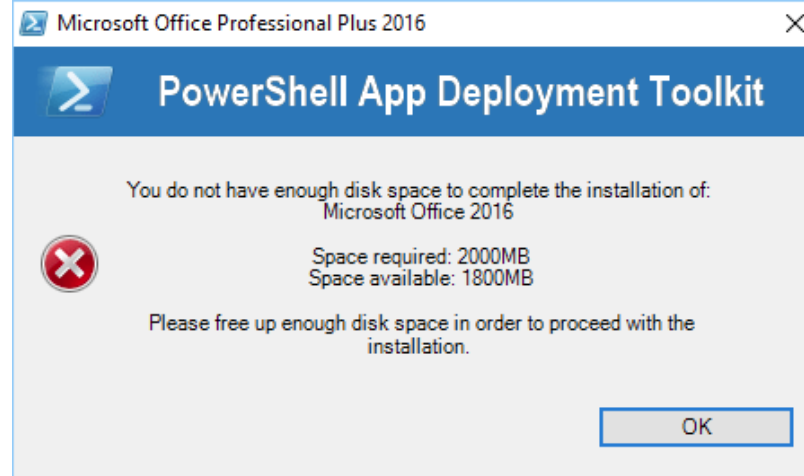 Microsoft Office Professional Plus 2016
PowerShell App Deployment Toolkit
You do not have enough disk space to complete the installation of:
Microsoft Office 2016
Space required: 2000MB
Space available: 1800MB
Please free up enough disk space in order to proceed with the
installation.
OK